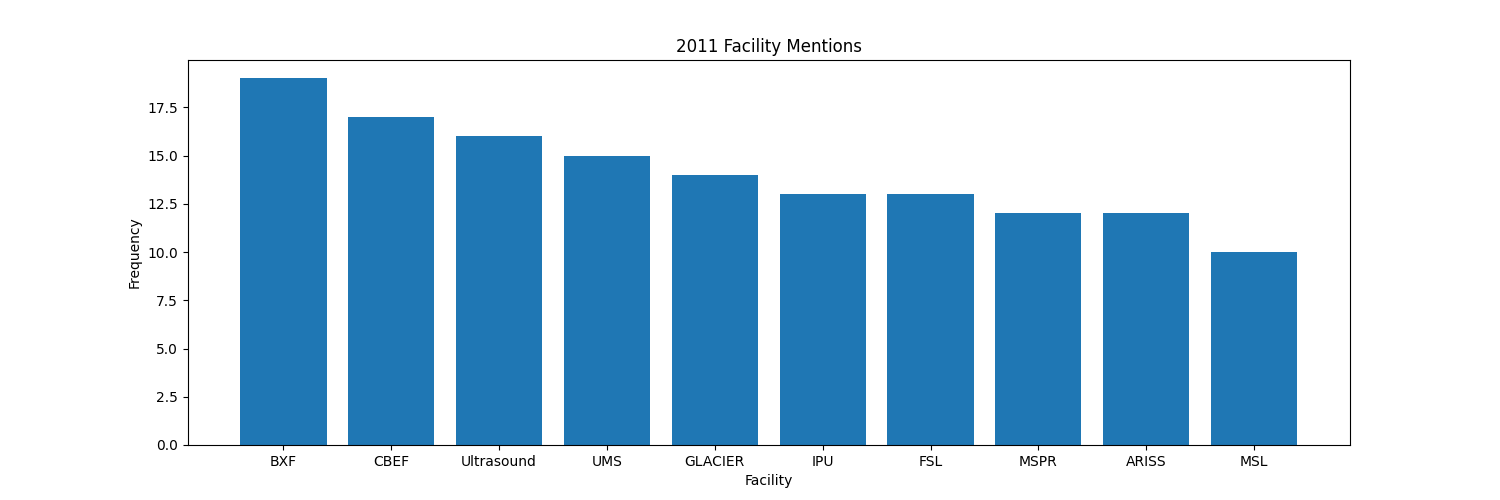 2011 Facility Mentions
Frequency
17.5
15.0
12.5
10.0
7.5
5.0
2.5
0.0
BXF CBEF Ultrasound UMS GLACIER IPU FSL MSPR ARISS MSL
Facility